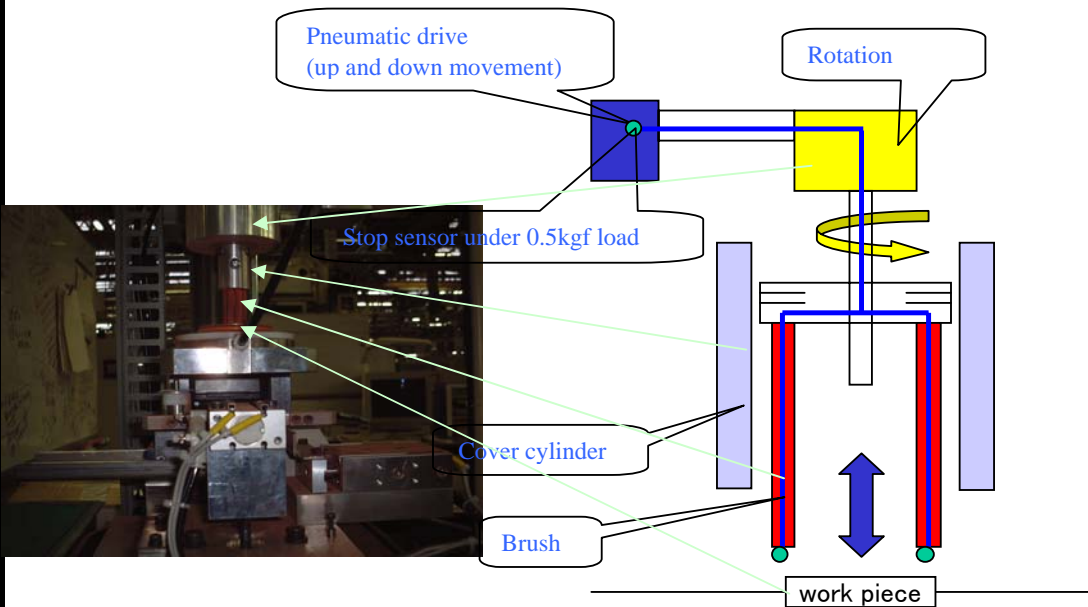 Pneumatic drive
(up and down movement)
Rotation
Stop sensor under 0.5kgf load
Cover cylinder
Brush
work piece